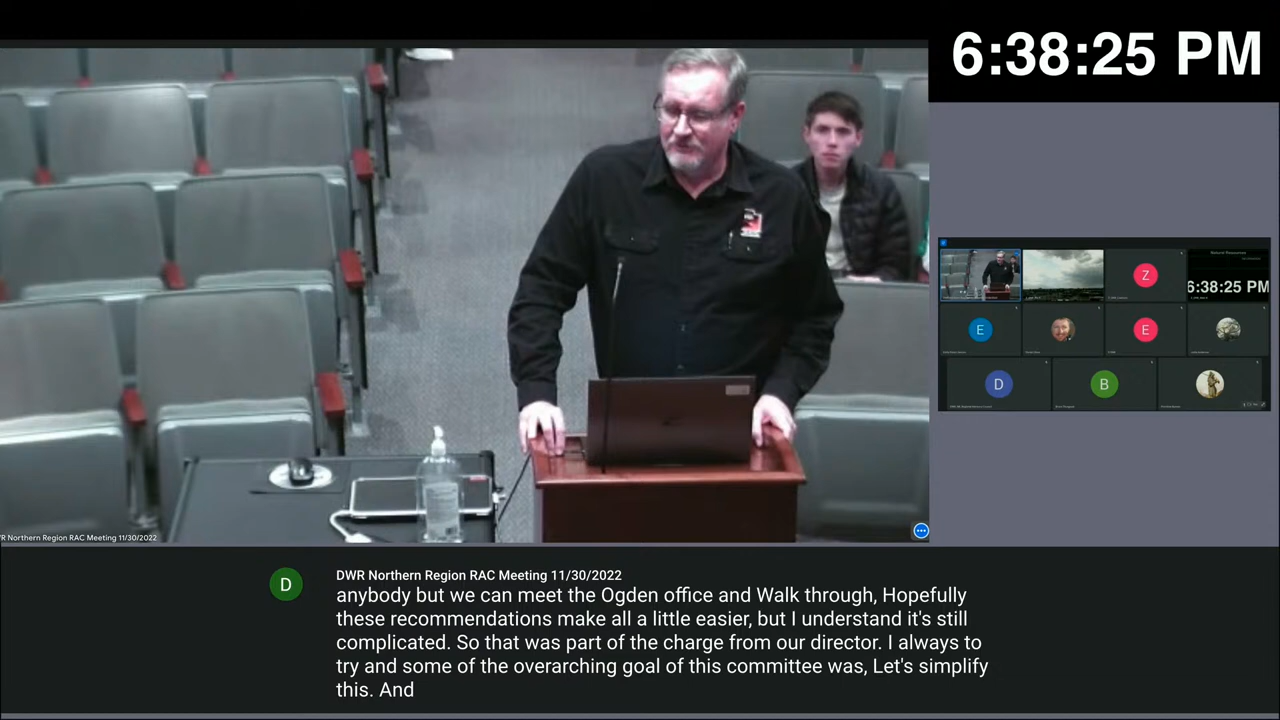 6:38:25 PM
Z
6:38:25 PM
E
E
D
B
R Northern Region RAC Meeting 11/30/2022
D
DWR Northern Region RAC Meeting 11/30/2022
anybody but we can meet the Ogden office and Walk through, Hopefully
these recommendations make all a little easier, but I understand it's still
complicated. So that was part of the charge from our director. I always to
try and some of the overarching goal of this committee was, Let's simplify
this. And